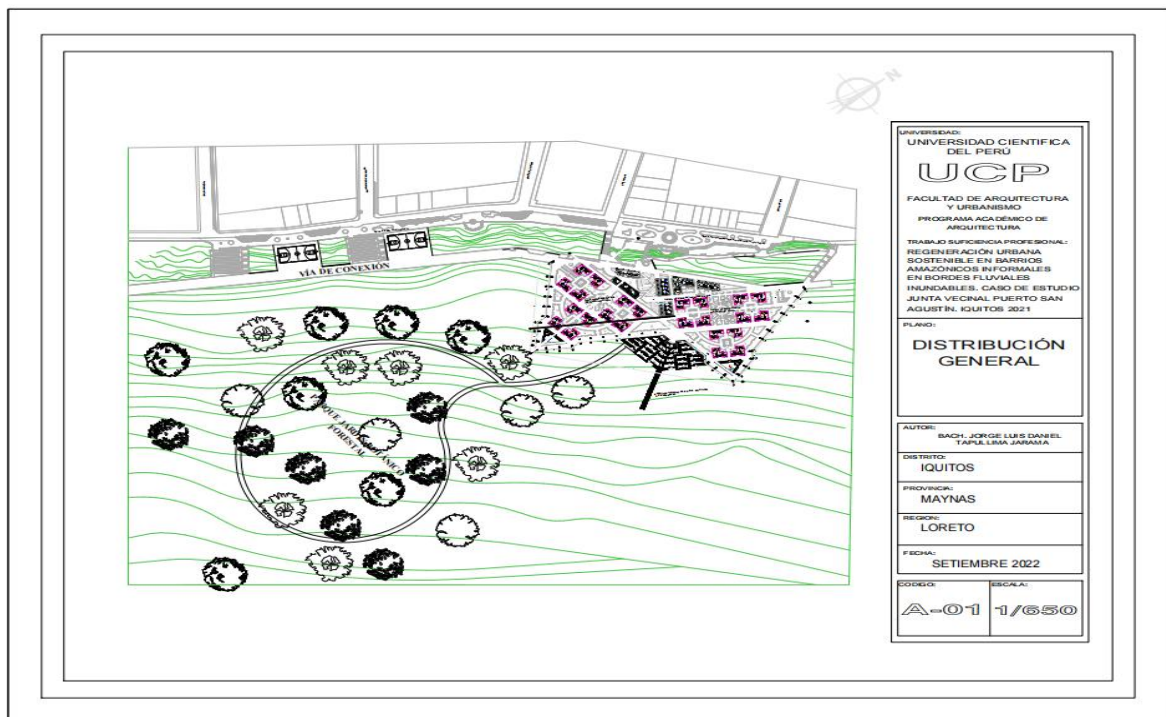 N
VÍA DE CONEXIÓN
JARDÍN BOTÁNICO
FORESTAL
UNIVERSIDAD:
UNIVERSIDAD CIENTIFICA
DEL PERÚ
UCP
FACULTAD DE ARQUITECTURA
Y URBANISMO
PROGRAMA ACADÉMICO DE
ARQUITECTURA
TRABAJO SUFICIENCIA PROFESIONAL:
REGENERACIÓN URBANA
SOSTENIBLE EN BARRIOS
AMAZÓNICOS INFORMALES
EN BORDES FLUVIALES
INUNDABLES. CASO DE ESTUDIO
JUNTA VECINAL PUERTO SAN
AGUSTÍN. IQUITOS 2021
PLANO:
DISTRIBUCIÓN
GENERAL
AUTOR:
BACH. JORGE LUIS DANIEL
TAPULLIMA JARAMA
DISTRITO:
IQUITOS
PROVINCIA:
MAYNAS
REGION:
LORETO
FECHA:
SETIEMBRE 2022
CODIGO:
A-01
ESCALA:
1/650